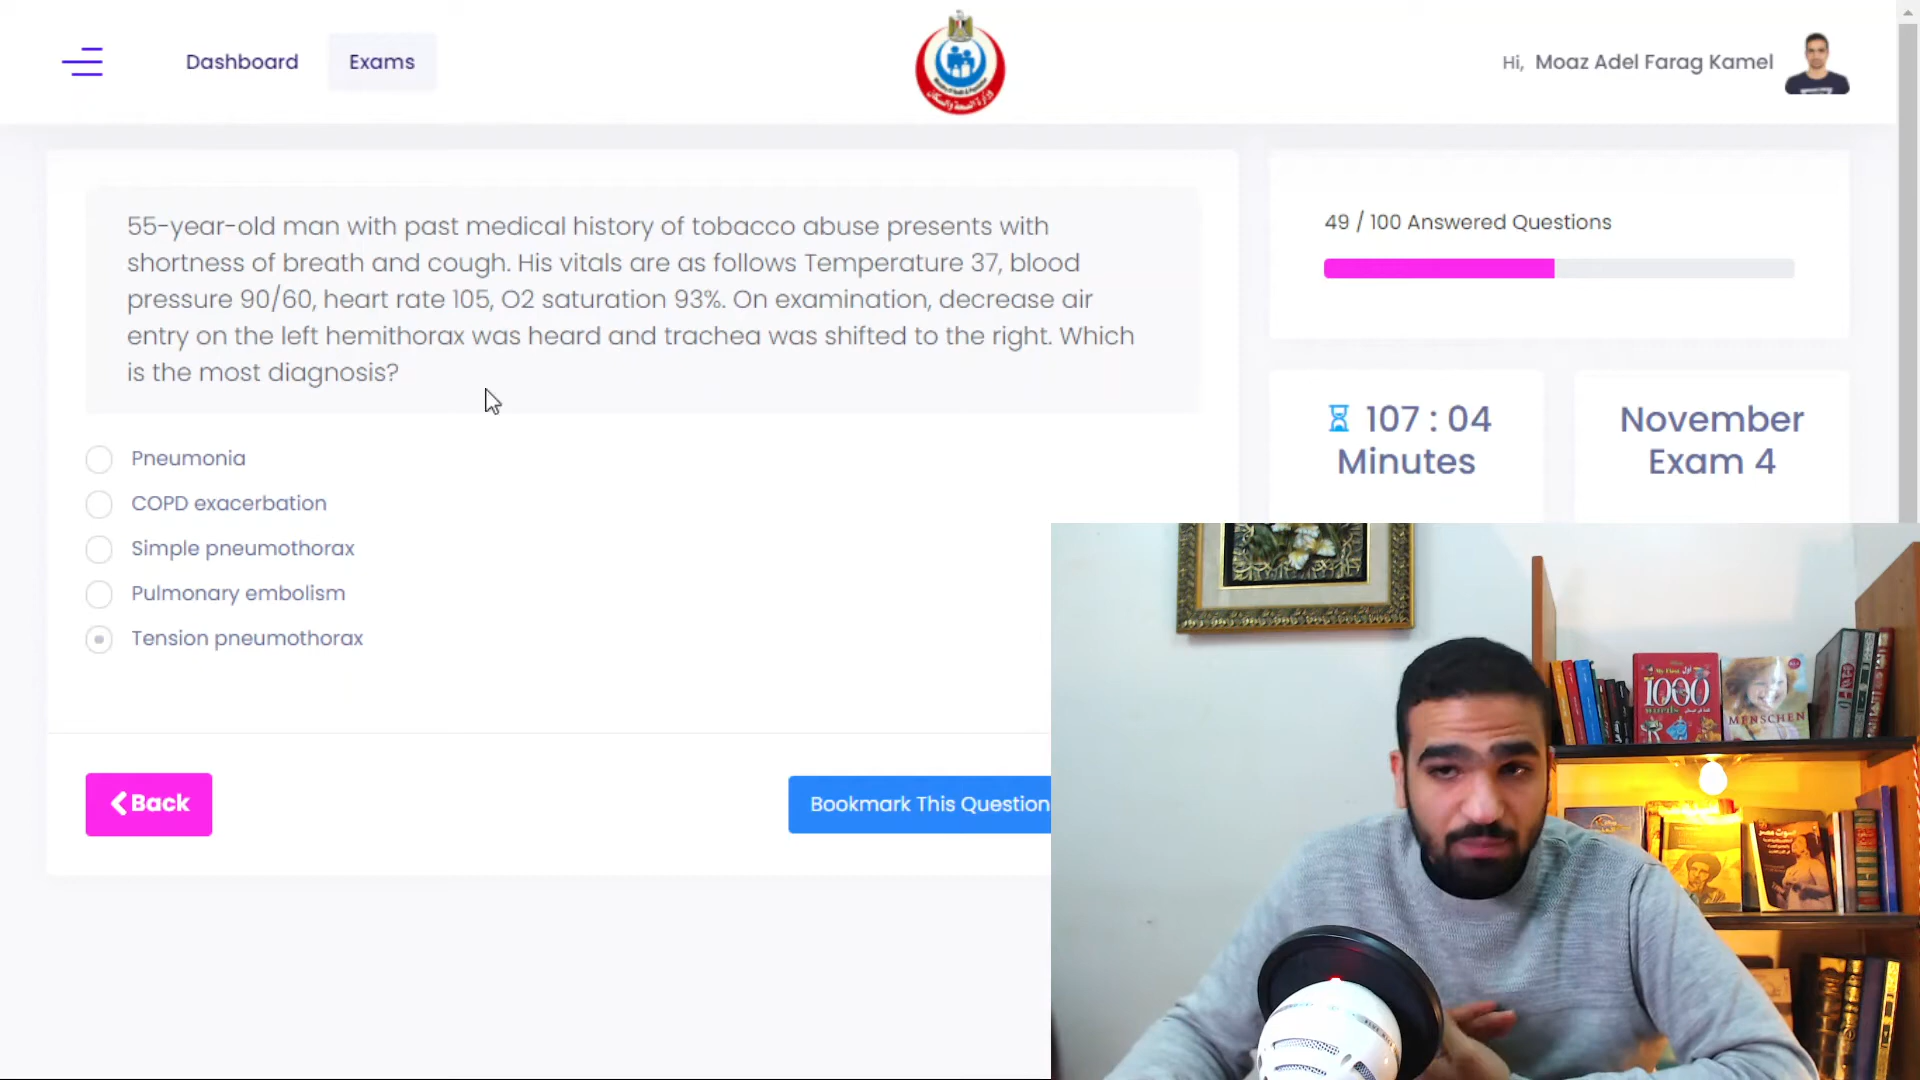 Dashboard
Exams
Hi, Moaz Adel Farag Kamel
55-year-old man with past medical history of tobacco abuse presents with
shortness of breath and cough. His vitals are as follows Temperature 37, blood
pressure 90/60, heart rate 105, O2 saturation 93%. On examination, decrease air
entry on the left hemithorax was heard and trachea was shifted to the right. Which
is the most diagnosis?
Pneumonia
COPD exacerbation
Simple pneumothorax
Pulmonary embolism
Tension pneumothorax
Back
Bookmark This Question
49 / 100 Answered Questions
107 : 04
Minutes
November
Exam 4
My First
1000
words
MENSCHEN